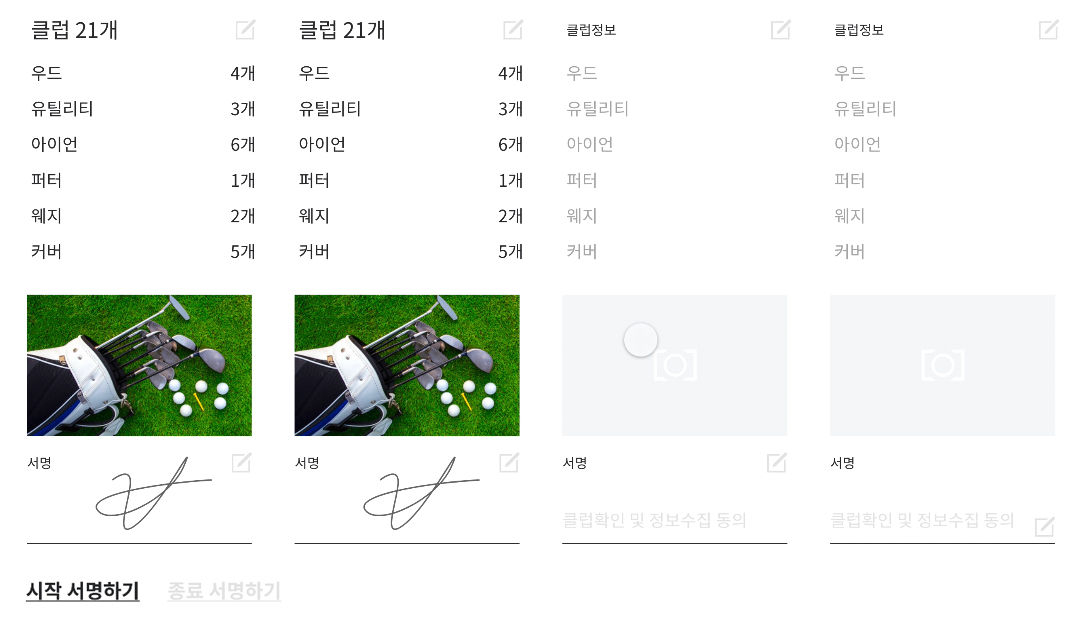 클럽 21개
우드 4개
유틸리티 3개
아이언 6개
퍼터 1개
웨지 2개
커버 5개
서명
클럽 21개
우드 4개
유틸리티 3개
아이언 6개
퍼터 1개
웨지 2개
커버 5개
서명
클럽정보
우드
유틸리티
아이언
퍼터
웨지
커버
서명
클럽확인 및 정보수집 동의
클럽정보
우드
유틸리티
아이언
퍼터
웨지
커버
서명
클럽확인 및 정보수집 동의
시작 서명하기 종료 서명하기